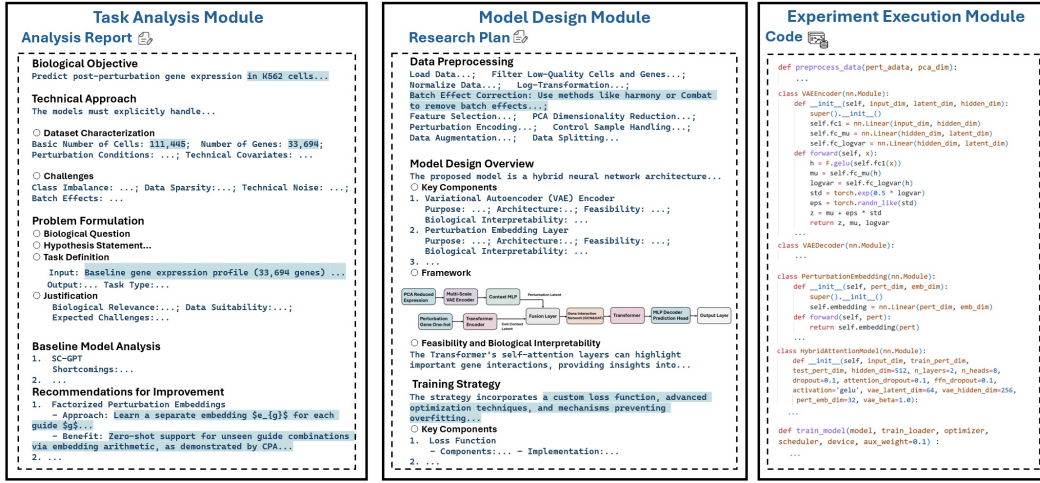 Task Analysis Module
Analysis Report
Biological Objective
Predict post-perturbation gene expression in K562 cells...
Technical Approach
The models must explicitly handle...
○ Dataset Characterization
Basic Number of Cells: 111,445; Number of Genes: 33,694;
Perturbation Conditions: ...; Technical Covariates: ...
○ Challenges
Class Imbalance: ...; Data Sparsity:...; Technical Noise: ...;
Batch Effects: ...
Problem Formulation
○ Biological Question
○ Hypothesis Statement...
○ Task Definition
Input: Baseline gene expression profile (33,694 genes) ...
Output:... Task Type:...
○ Justification
Biological Relevance:...; Data Suitability:...;
Expected Challenges:...
Baseline Model Analysis
1. SC-GPT
Shortcomings:...
2. ...
Recommendations for Improvement
1. Factorized Perturbation Embeddings
– Approach: Learn a separate embedding $e_{g}$ for each
guide $g$...
– Benefit: Zero-shot support for unseen guide combinations
via embedding arithmetic, as demonstrated by CPA...
2. ...
Model Design Module
Research Plan
Data Preprocessing
Load Data...; Filter Low-Quality Cells and Genes...;
Normalize Data...; Log-Transformation...;
Batch Effect Correction: Use methods like harmony or Combat
to remove batch effects...;
Feature Selection...; PCA Dimensionality Reduction...;
Perturbation Encoding...; Control Sample Handling...;
Data Augmentation...; Data Splitting...
Model Design Overview
The proposed model is a hybrid neural network architecture...
○ Key Components
1. Variational Autoencoder (VAE) Encoder
Purpose: ...; Architecture:..; Feasibility: ...;
Biological Interpretability: ...
2. Perturbation Embedding Layer
Purpose: ...; Architecture:..; Feasibility: ...;
Biological Interpretability: ...
3. ...
○ Framework
PCA Reduced
Expression
Multi-Scale
VAE Encoder
Context MLP
Perturbation Latent
Perturbation
Gene One-hot
Transformer
Encoder
Cell Context
Latent
Fusion Layer
Gene Interaction
Network (GCN&GAT)
Transformer
MLP Decoder
Prediction Head
Output Layer
○ Feasibility and Biological Interpretability
The Transformer's self-attention layers can highlight
important gene interactions, providing insights into...
Training Strategy
The strategy incorporates a custom loss function, advanced
optimization techniques, and mechanisms preventing
overfitting...
○ Key Components
1. Loss Function
– Components:... – Implementation:...
2. ...
Experiment Execution Module
Code
def preprocess_data(pert_adata, pca_dim):
...
class VAEEncoder(nn.Module):
def __init__(self, input_dim, latent_dim, hidden_dim):
super().__init__()
self.fc1 = nn.Linear(input_dim, hidden_dim)
self.fc_mu = nn.Linear(hidden_dim, latent_dim)
self.fc_logvar = nn.Linear(hidden_dim, latent_dim)
def forward(self, x):
h = F.gelu(self.fc1(x))
mu = self.fc_mu(h)
logvar = self.fc_logvar(h)
std = torch.exp(0.5 * logvar)
eps = torch.randn_like(std)
z = mu + eps * std
return z, mu, logvar
...
class VAEDecoder(nn.Module):
...
class PerturbationEmbedding(nn.Module):
def __init__(self, pert_dim, emb_dim):
super().__init__()
self.embedding = nn.Linear(pert_dim, emb_dim)
def forward(self, pert):
return self.embedding(pert)
class HybridAttentionModel(nn.Module):
def __init__(self, input_dim, train_pert_dim,
test_pert_dim, hidden_dim=512, n_layers=2, n_heads=8,
dropout=0.1, attention_dropout=0.1, ffn_dropout=0.1,
activation='gelu', vae_latent_dim=64, vae_hidden_dim=256,
pert_emb_dim=32, vae_beta=1.0):
...
def train_model(model, train_loader, optimizer,
scheduler, device, aux_weight=0.1) :
...